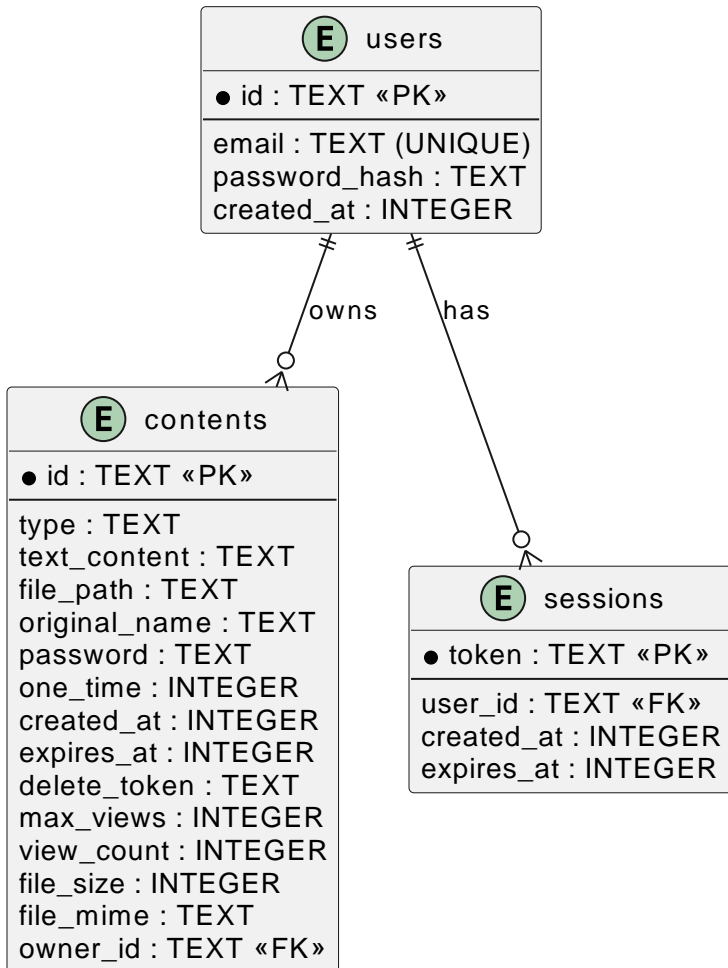 E users
id : TEXT «PK»
email : TEXT (UNIQUE)
password_hash : TEXT
created_at : INTEGER
owns
has
E contents
id : TEXT «PK»
type : TEXT
text_content : TEXT
file_path : TEXT
original_name : TEXT
password : TEXT
one_time : INTEGER
created_at : INTEGER
expires_at : INTEGER
delete_token : TEXT
max_views : INTEGER
view_count : INTEGER
file_size : INTEGER
file_mime : TEXT
owner_id : TEXT «FK»
E sessions
token : TEXT «PK»
user_id : TEXT «FK»
created_at : INTEGER
expires_at : INTEGER